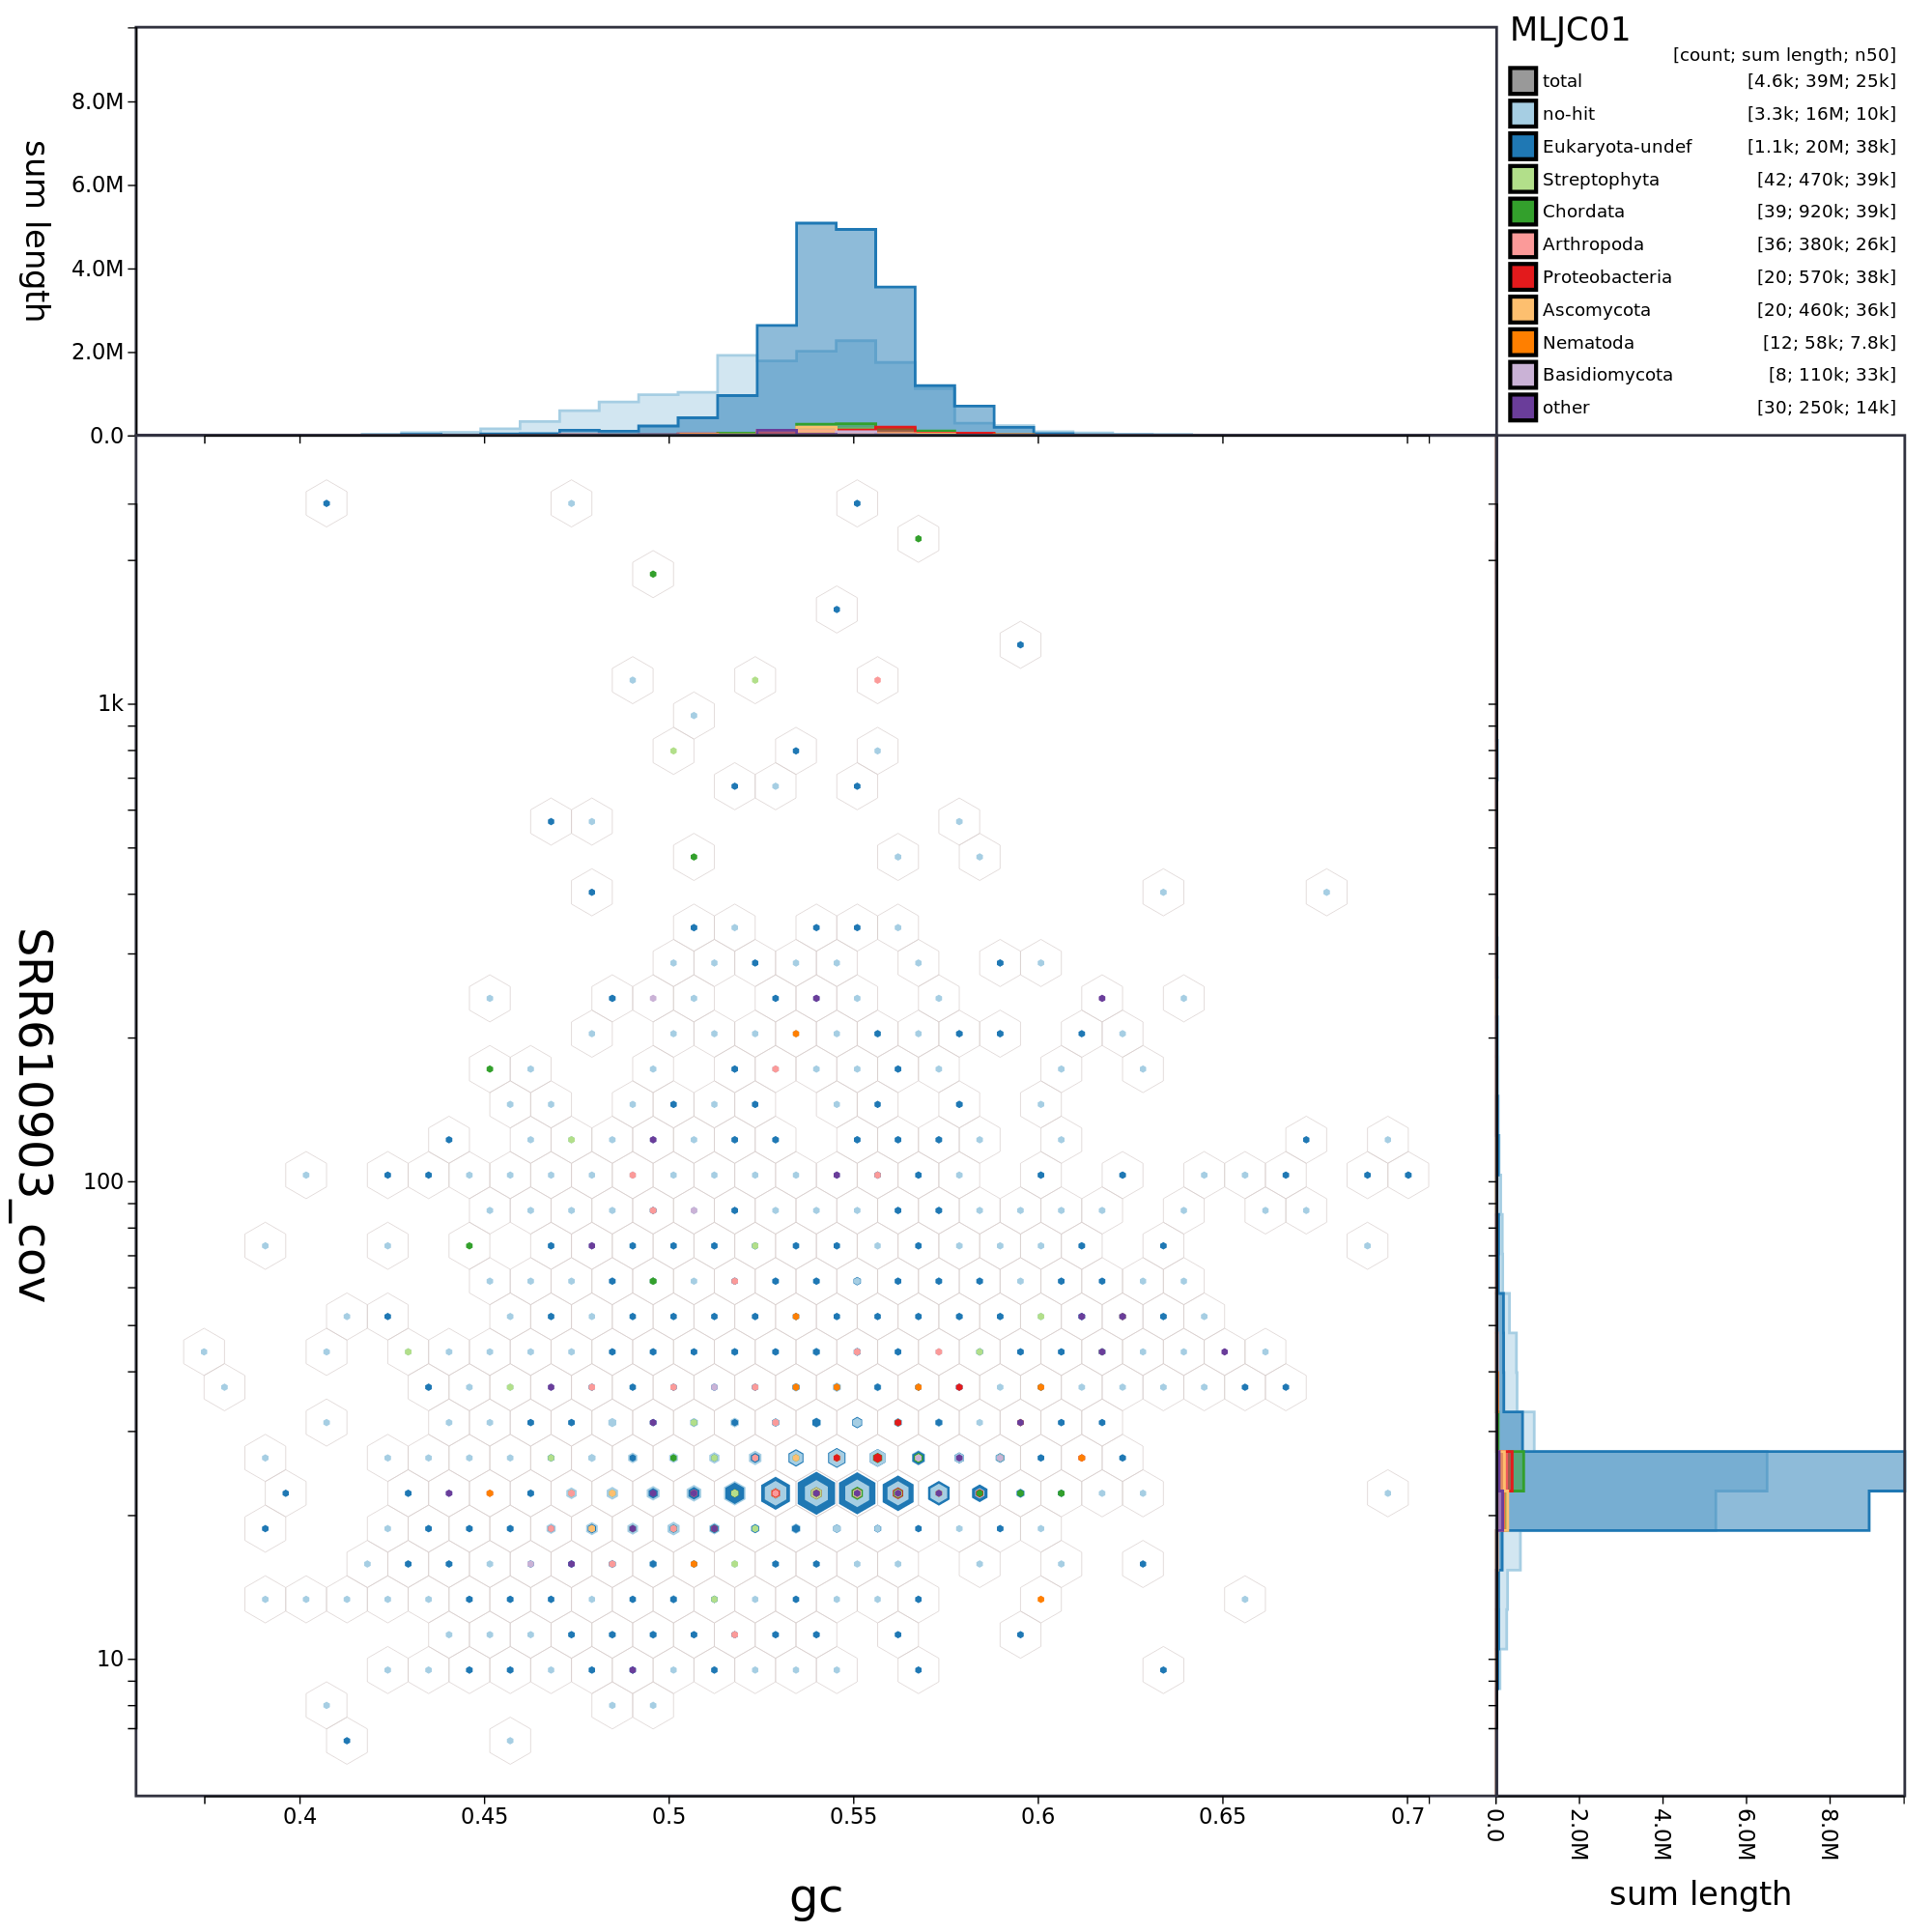 MLJC01
[count; sum length; n50]
total [4.6k; 39M; 25k]
no-hit [3.3k; 16M; 10k]
Eukaryota-undef [1.1k; 20M; 38k]
Streptophyta [42; 470k; 39k]
Chordata [39; 920k; 39k]
Arthropoda [36; 380k; 26k]
Proteobacteria [20; 570k; 38k]
Ascomycota [20; 460k; 36k]
Nematoda [12; 58k; 7.8k]
Basidiomycota [8; 110k; 33k]
other [30; 250k; 14k]
sum length
8.0M
6.0M
4.0M
2.0M
0.0
SRR610903_cov
1k
100
10
0.4 0.45 0.5 0.55 0.6 0.65 0.7
gc
0.0 2.0M 4.0M 6.0M 8.0M
sum length